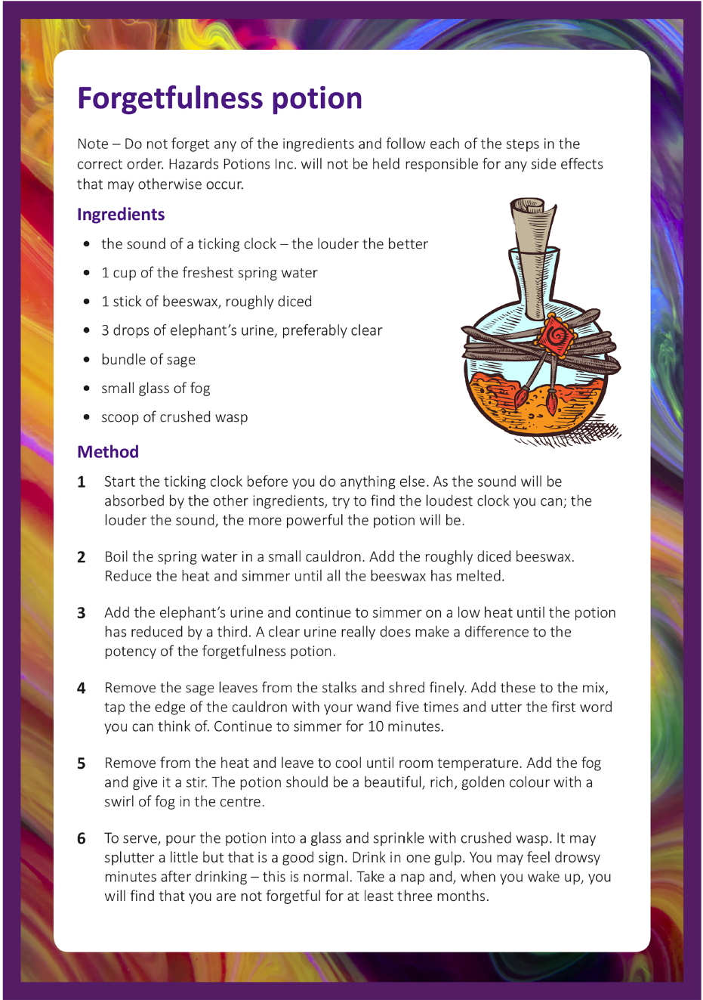 Forgetfulness potion
Note – Do not forget any of the ingredients and follow each of the steps in the
correct order. Hazards Potions Inc. will not be held responsible for any side effects
that may otherwise occur.
Ingredients
• the sound of a ticking clock – the louder the better
• 1 cup of the freshest spring water
• 1 stick of beeswax, roughly diced
• 3 drops of elephant’s urine, preferably clear
• bundle of sage
• small glass of fog
• scoop of crushed wasp
Method
1 Start the ticking clock before you do anything else. As the sound will be
absorbed by the other ingredients, try to find the loudest clock you can; the
louder the sound, the more powerful the potion will be.
2 Boil the spring water in a small cauldron. Add the roughly diced beeswax.
Reduce the heat and simmer until all the beeswax has melted.
3 Add the elephant’s urine and continue to simmer on a low heat until the potion
has reduced by a third. A clear urine really does make a difference to the
potency of the forgetfulness potion.
4 Remove the sage leaves from the stalks and shred finely. Add these to the mix,
tap the edge of the cauldron with your wand five times and utter the first word
you can think of. Continue to simmer for 10 minutes.
5 Remove from the heat and leave to cool until room temperature. Add the fog
and give it a stir. The potion should be a beautiful, rich, golden colour with a
swirl of fog in the centre.
6 To serve, pour the potion into a glass and sprinkle with crushed wasp. It may
splutter a little but that is a good sign. Drink in one gulp. You may feel drowsy
minutes after drinking – this is normal. Take a nap and, when you wake up, you
will find that you are not forgetful for at least three months.